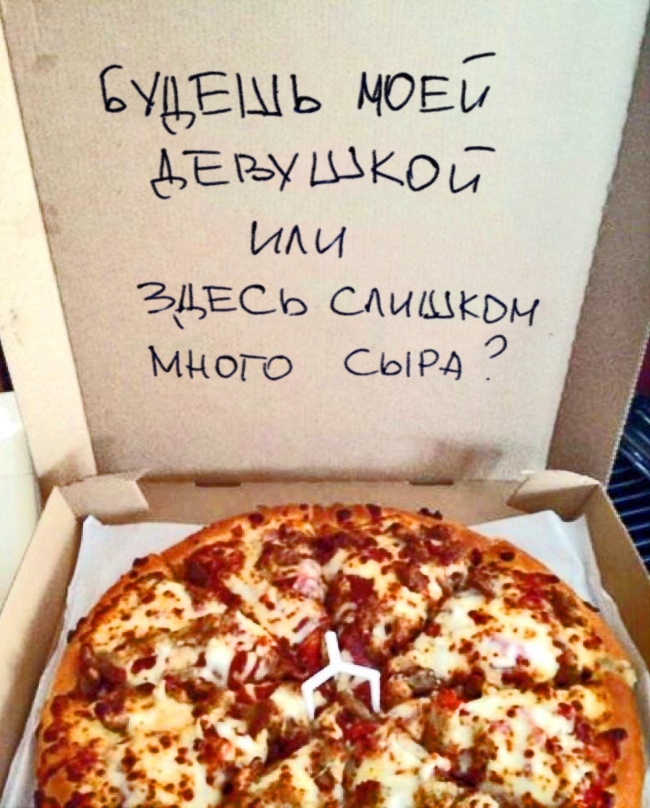 БУДЕШЬ МОЕЙ
ДЕВУШКОЙ
ИЛИ
ЗДЕСЬ СЛИШКОМ
МНОГО СЫРА?